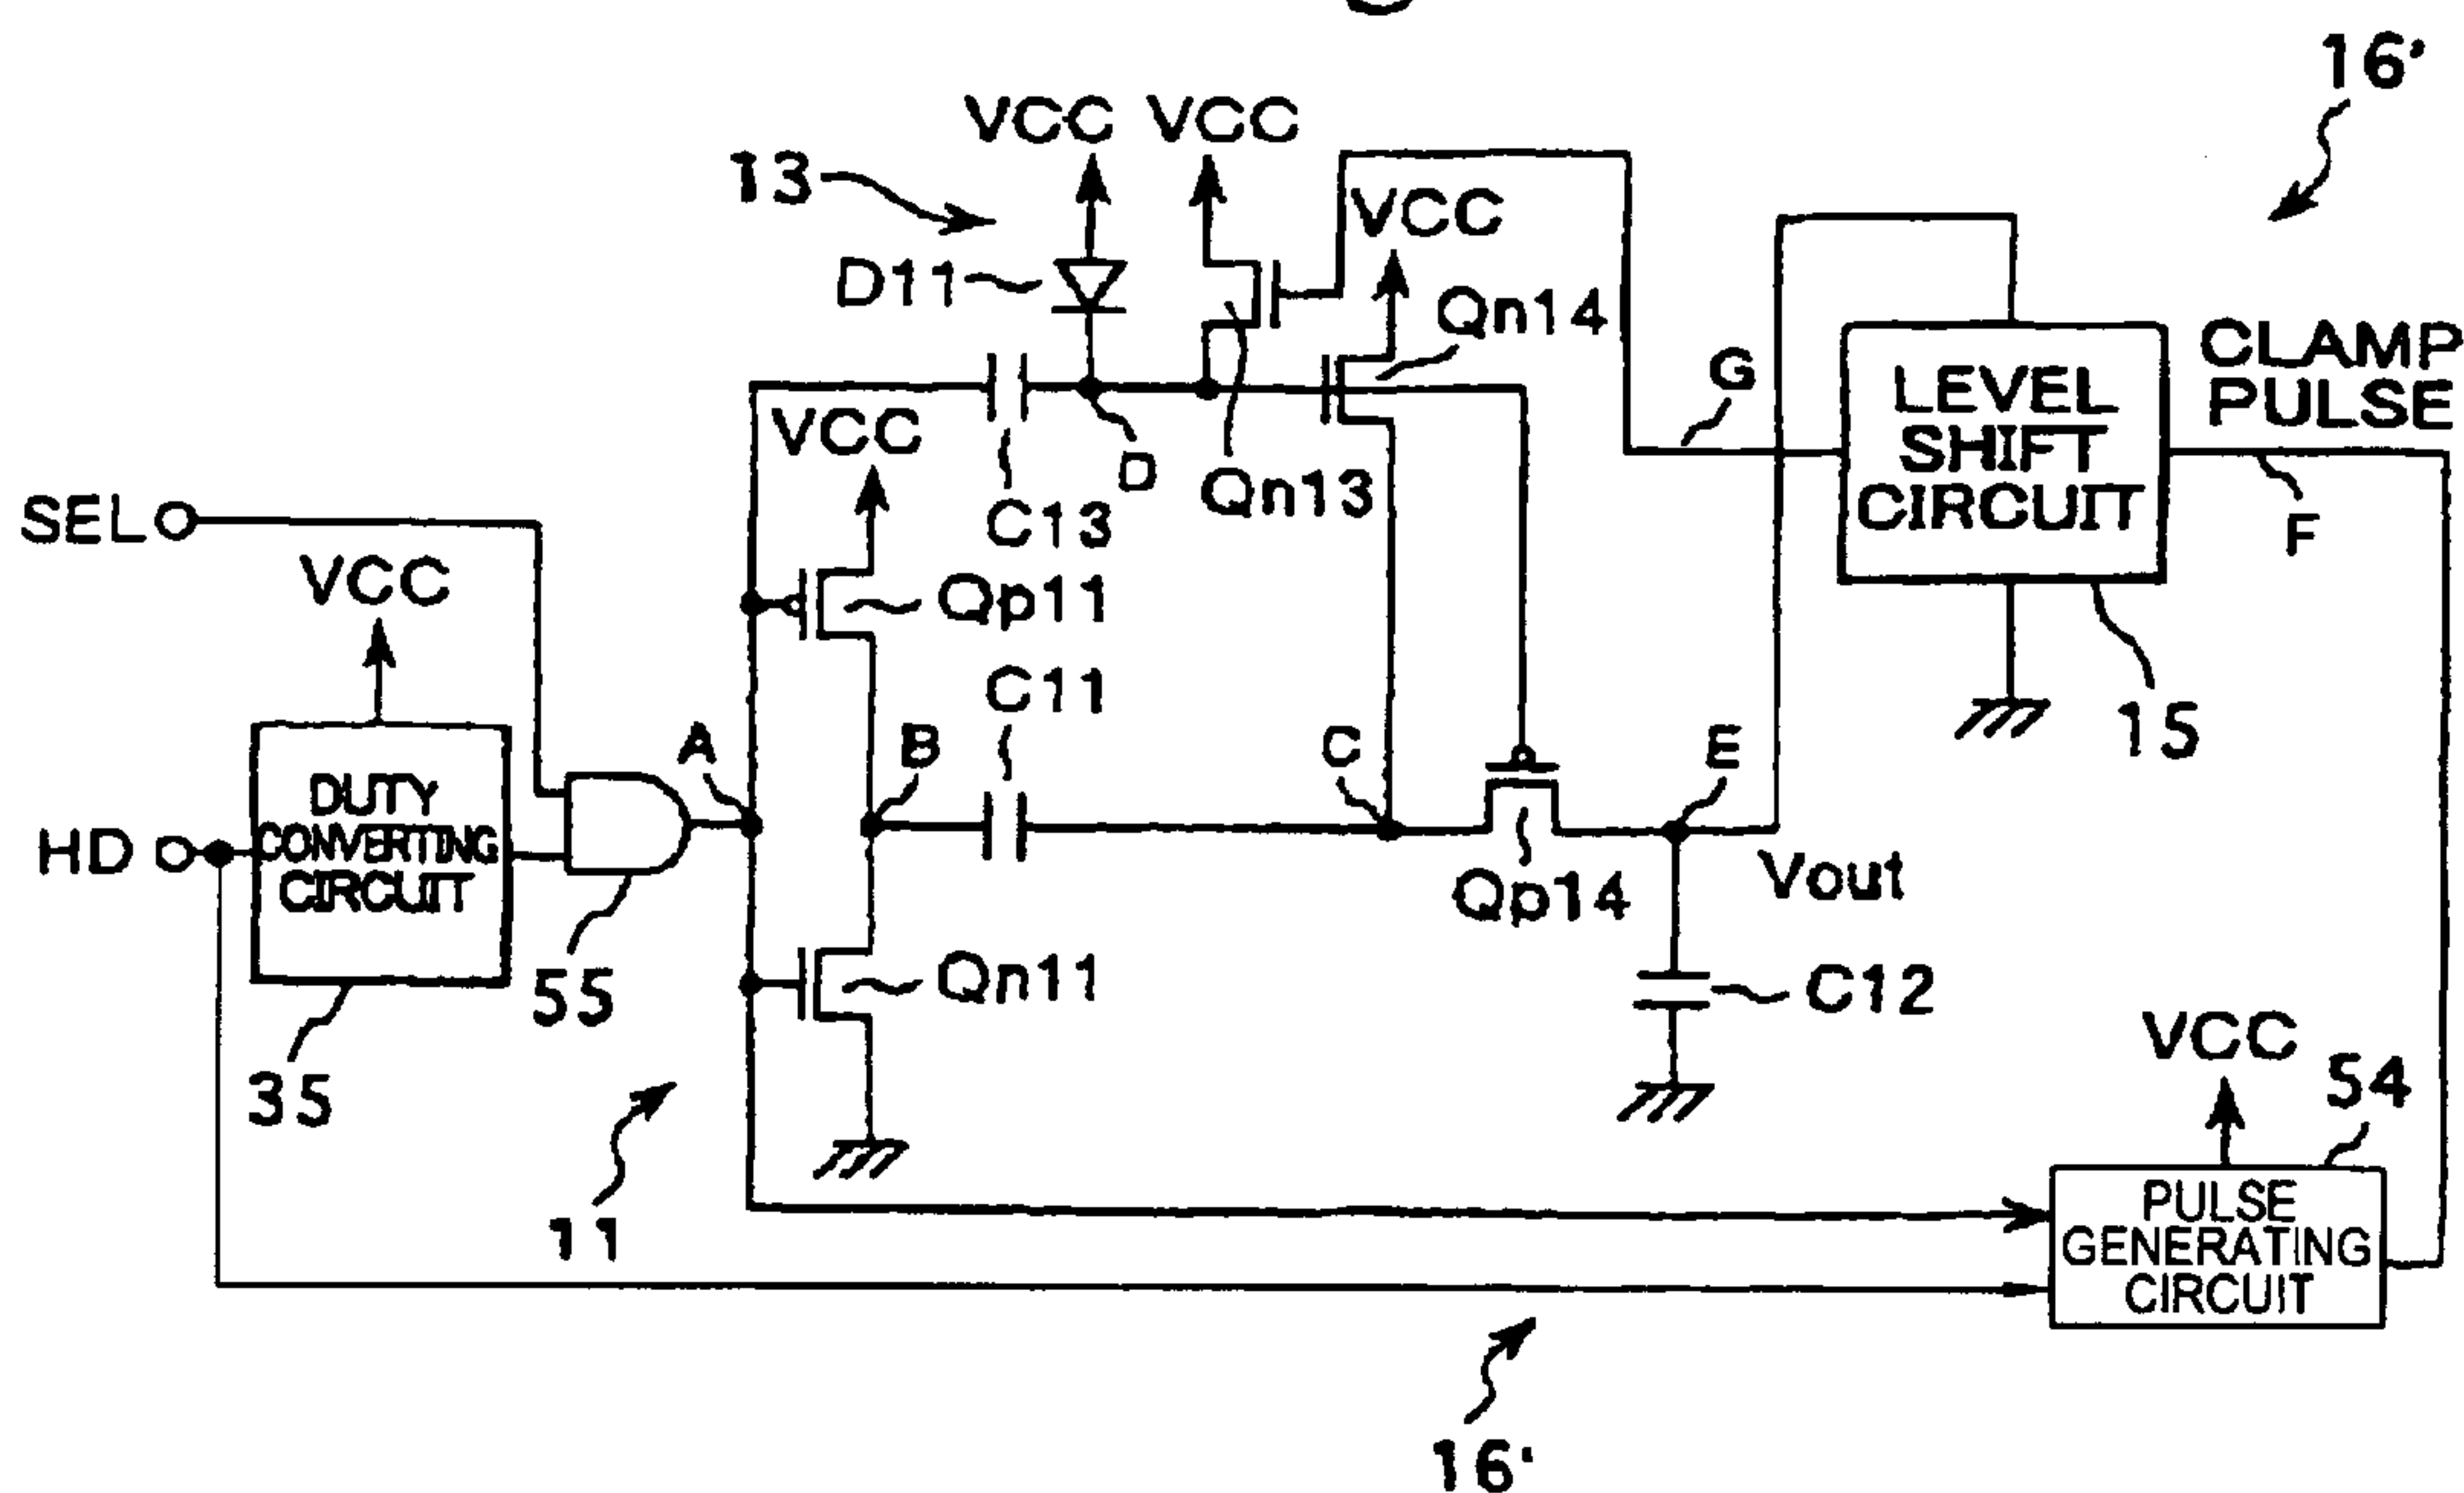 16'
VCC VCC
13
VCC
D11
Qn14
G
CLAMP
PULSE
LEVEL
SHIFT
CIRCUIT
VCC
D
Qn13
C13
F
SEL
VCC
Qp11
C11
15
A
B
C
E
DUTY
CONVERTING
CIRCUIT
HD
Vout
Qp14
55
Qn11
C12
VCC
54
35
PULSE
GENERATING
CIRCUIT
11
16'